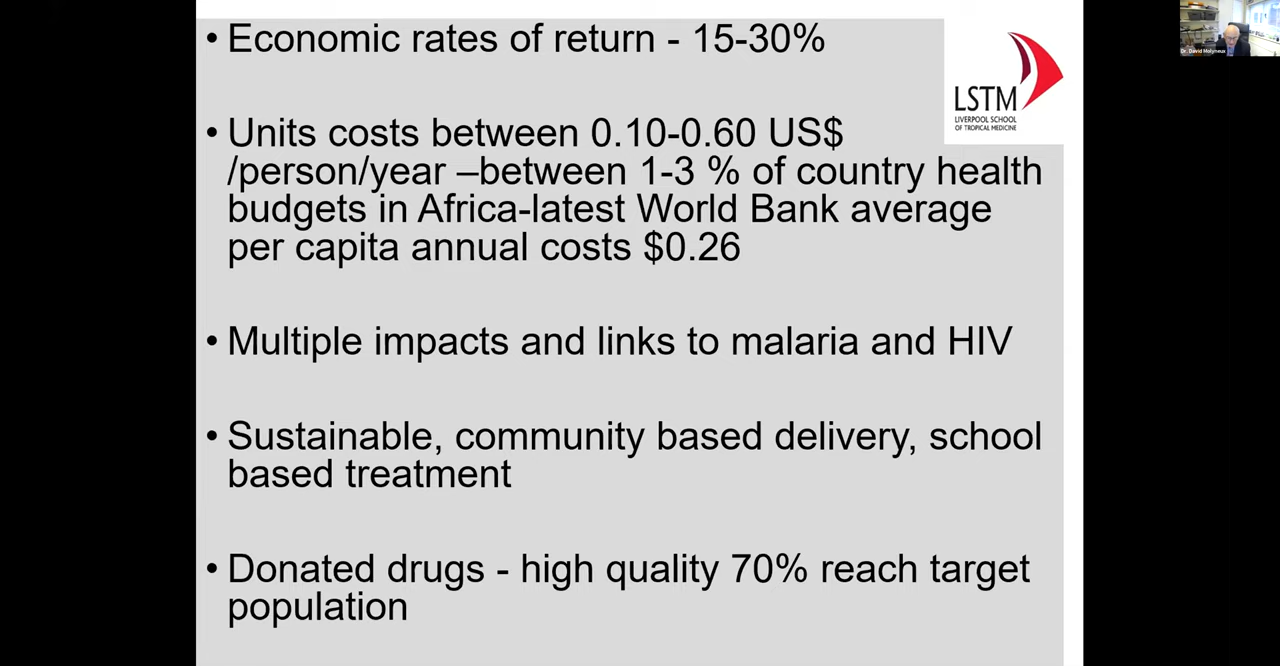 • Economic rates of return - 15-30%
• Units costs between 0.10-0.60 US$
/person/year –between 1-3 % of country health
budgets in Africa-latest World Bank average
per capita annual costs $0.26
• Multiple impacts and links to malaria and HIV
• Sustainable, community based delivery, school
based treatment
• Donated drugs - high quality 70% reach target
population
LSTM
LIVERPOOL SCHOOL
OF TROPICAL MEDICINE
Dr. David Molyneux